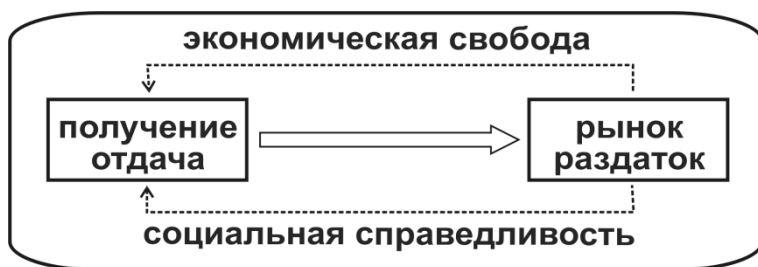 экономическая свобода
получение
отдача
рынок
раздаток
социальная справедливость